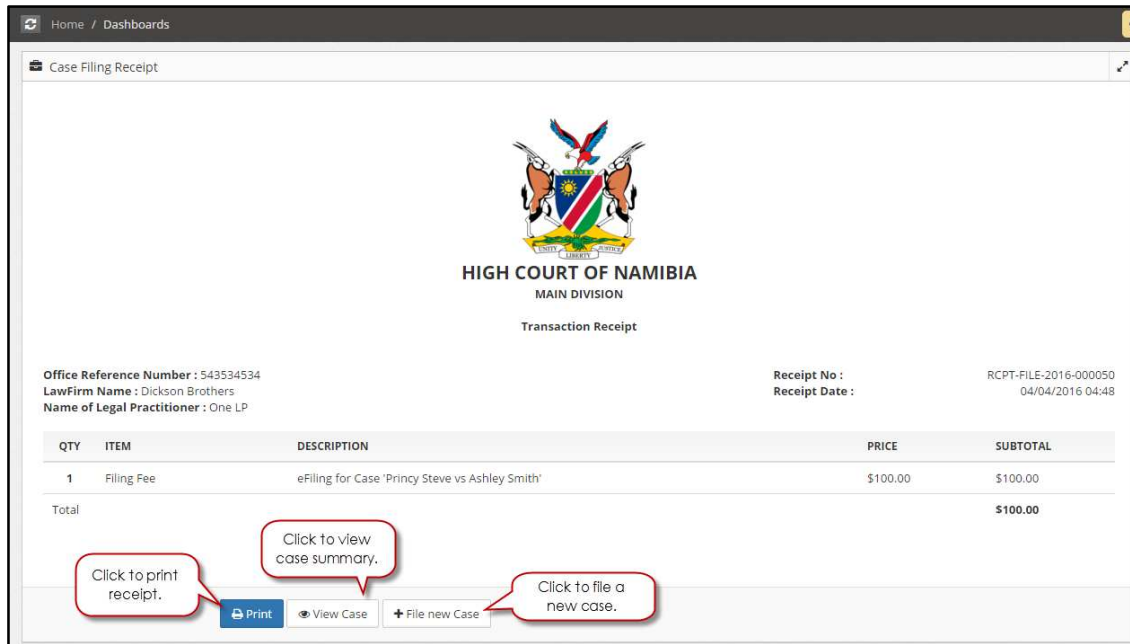 Home / Dashboards
Case Filing Receipt
UNITY LIBERTY JUSTICE
HIGH COURT OF NAMIBIA
MAIN DIVISION
Transaction Receipt
Office Reference Number : 543534534
LawFirm Name : Dickson Brothers
Name of Legal Practitioner : One LP
Receipt No : RCPT-FILE-2016-000050
Receipt Date : 04/04/2016 04:48
QTY ITEM DESCRIPTION PRICE SUBTOTAL
1 Filing Fee eFiling for Case 'Princy Steve vs Ashley Smith' $100.00 $100.00
Total $100.00
Click to view
case summary.
Click to print
receipt.
Click to file a
new case.
Print View Case + File new Case